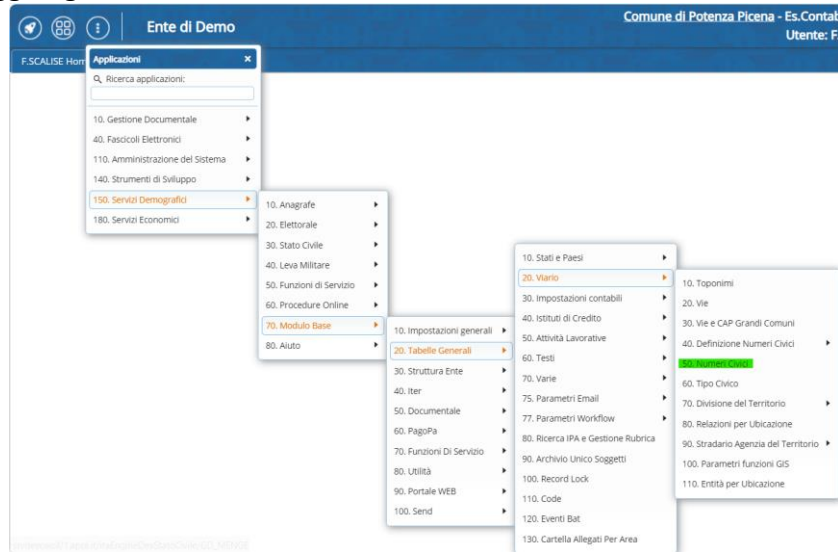 Ente di Demo
Comune di Potenza Picena - Es.Contab
Utente: F.
F.SCALISE Hom
Applicazioni
Ricerca applicazioni:
10. Gestione Documentale
40. Fascicoli Elettronici
110. Amministrazione del Sistema
140. Strumenti di Sviluppo
150. Servizi Demografici
180. Servizi Economici
10. Anagrafe
20. Elettorale
30. Stato Civile
40. Leva Militare
50. Funzioni di Servizio
60. Procedure Online
70. Modulo Base
80. Aiuto
10. Impostazioni generali
20. Tabelle Generali
30. Struttura Ente
40. Iter
50. Documentale
60. PagoPa
70. Funzioni Di Servizio
80. Utilità
90. Portale WEB
100. Send
10. Stati e Paesi
20. Viario
30. Impostazioni contabili
40. Istituti di Credito
50. Attività Lavorative
60. Testi
70. Varie
75. Parametri Email
77. Parametri Workflow
80. Ricerca IPA e Gestione Rubrica
90. Archivio Unico Soggetti
100. Record Lock
110. Code
120. Eventi Bat
130. Cartella Allegati Per Area
10. Toponimi
20. Vie
30. Vie e CAP Grandi Comuni
40. Definizione Numeri Civici
50. Numeri Civici
60. Tipo Civico
70. Divisione del Territorio
80. Relazioni per Ubicazione
90. Stradario Agenzia del Territorio
100. Parametri funzioni GIS
110. Entità per Ubicazione